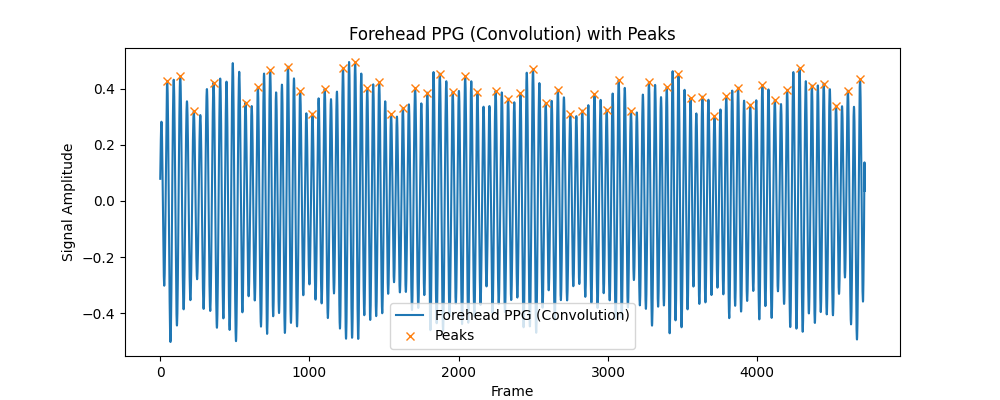 Forehead PPG (Convolution) with Peaks
0.4
0.2
0.0
−0.2
−0.4
Signal Amplitude
Forehead PPG (Convolution)
Peaks
0
1000
2000
3000
4000
Frame